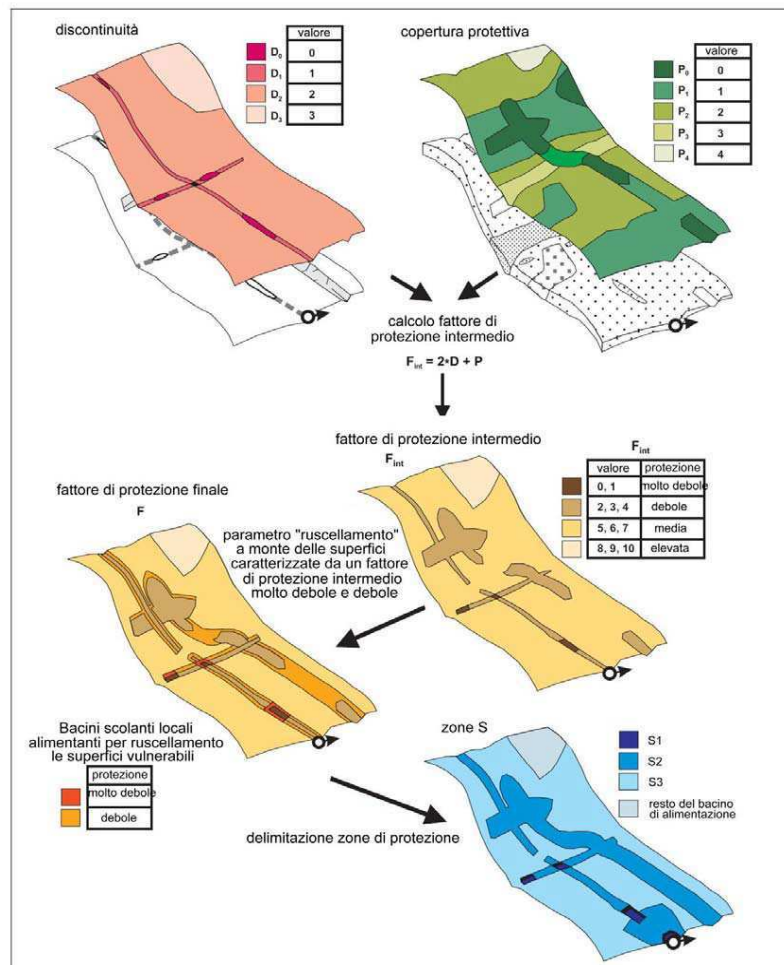 discontinuità
valore
D₀ 0
D₁ 1
D₂ 2
D₃ 3
copertura protettiva
valore
P₀ 0
P₁ 1
P₂ 2
P₃ 3
P₄ 4
calcolo fattore di
protezione intermedio
F_int = 2*D + P
fattore di protezione intermedio
F_int
F_int
valore protezione
0, 1 molto debole
2, 3, 4 debole
5, 6, 7 media
8, 9, 10 elevata
fattore di protezione finale
F
parametro "ruscellamento"
a monte delle superfici
caratterizzate da un fattore
di protezione intermedio
molto debole e debole
Bacini scolanti locali
alimentanti per ruscellamento
le superfici vulnerabili
protezione
molto debole
debole
zone S
S1
S2
S3
resto del bacino
di alimentazione
delimitazione zone di protezione